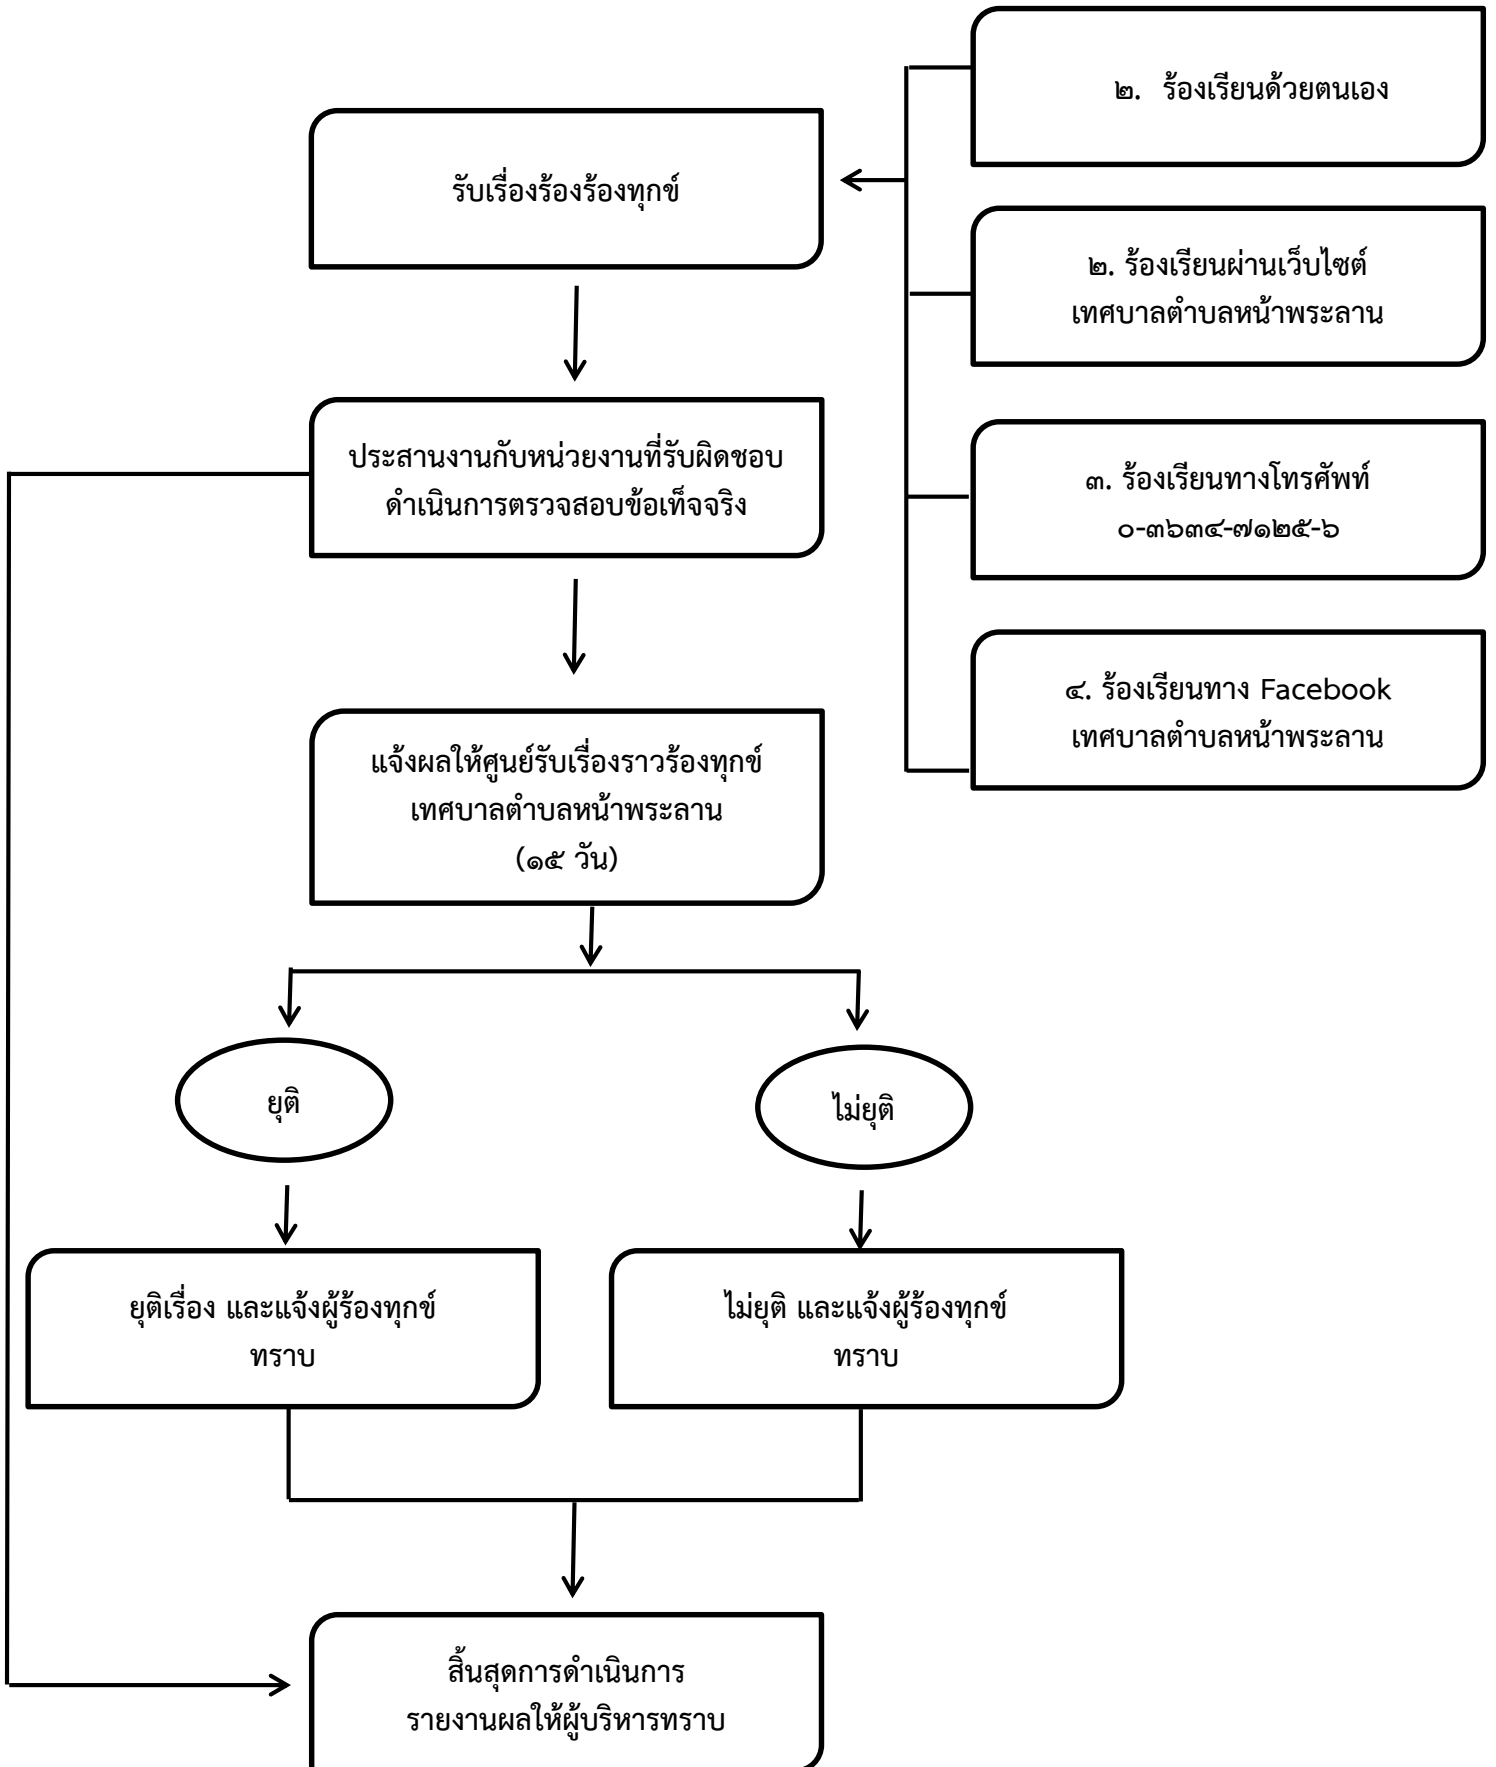 ๒. ร้องเรียนด้วยตนเอง
รับเรื่องร้องร้องทุกข์
๒. ร้องเรียนผ่านเว็บไซต์
เทศบาลตำบลหน้าพระลาน
ประสานงานกับหน่วยงานที่รับผิดชอบ
ดำเนินการตรวจสอบข้อเท็จจริง
๓. ร้องเรียนทางโทรศัพท์
๐-๓๖๓๔-๗๑๒๕-๖
๔. ร้องเรียนทาง Facebook
เทศบาลตำบลหน้าพระลาน
แจ้งผลให้ศูนย์รับเรื่องราวร้องทุกข์
เทศบาลตำบลหน้าพระลาน
(๑๕ วัน)
ยุติ
ไม่ยุติ
ยุติเรื่อง และแจ้งผู้ร้องทุกข์
ทราบ
ไม่ยุติ และแจ้งผู้ร้องทุกข์
ทราบ
สิ้นสุดการดำเนินการ
รายงานผลให้ผู้บริหารทราบ